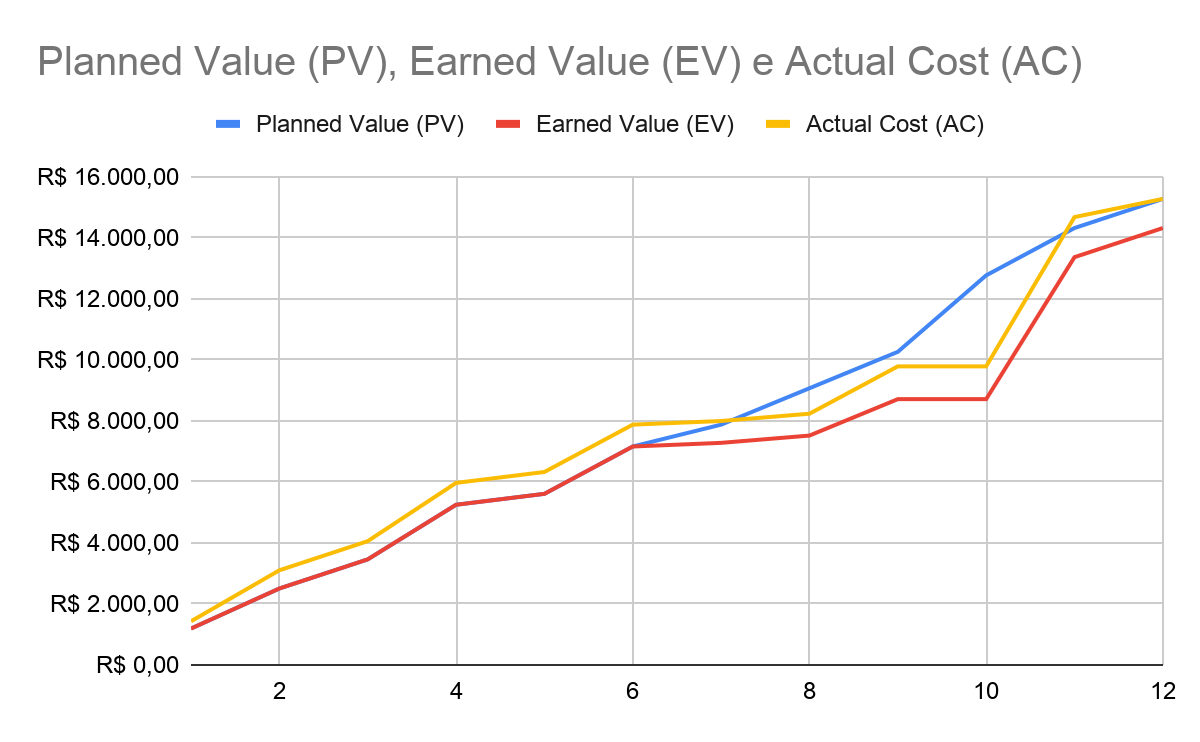 Planned Value (PV), Earned Value (EV) e Actual Cost (AC)
Planned Value (PV) Earned Value (EV) Actual Cost (AC)
R$ 16.000,00
R$ 14.000,00
R$ 12.000,00
R$ 10.000,00
R$ 8.000,00
R$ 6.000,00
R$ 4.000,00
R$ 2.000,00
R$ 0,00
2 4 6 8 10 12